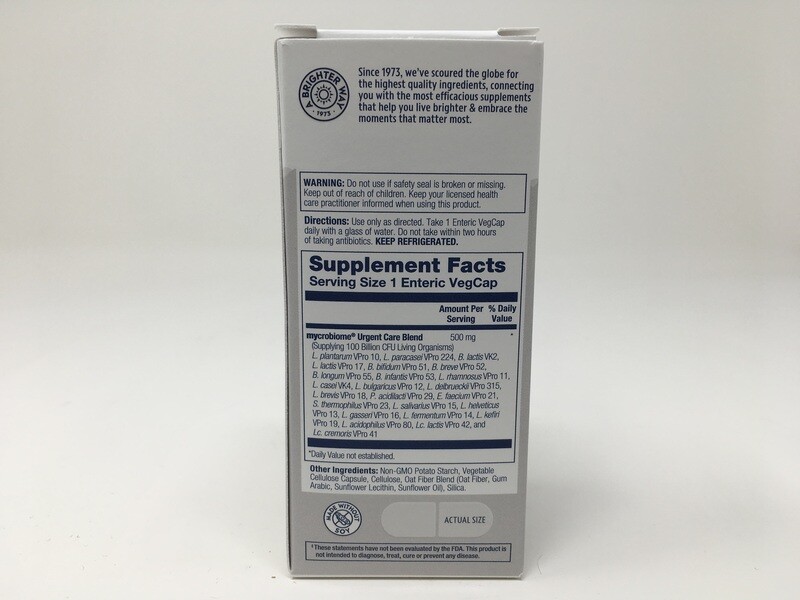 A BRIGHTER WAY
· 1973 ·
Since 1973, we've scoured the globe for
the highest quality ingredients, connecting
you with the most efficacious supplements
that help you live brighter & embrace the
moments that matter most.
WARNING: Do not use if safety seal is broken or missing.
Keep out of reach of children. Keep your licensed health
care practitioner informed when using this product.
Directions: Use only as directed. Take 1 Enteric VegCap
daily with a glass of water. Do not take within two hours
of taking antibiotics. KEEP REFRIGERATED.
Supplement Facts
Serving Size 1 Enteric VegCap
Amount Per % Daily
Serving Value
mycrobiome® Urgent Care Blend 500 mg *
(Supplying 100 Billion CFU Living Organisms)
L. plantarum VPro 10, L. paracasei VPro 224, B. lactis VK2,
L. lactis VPro 17, B. bifidum VPro 51, B. breve VPro 52,
B. longum VPro 55, B. infantis VPro 53, L. rhamnosus VPro 11,
L. casei VK4, L. bulgaricus VPro 12, L. delbrueckii VPro 315,
L. brevis VPro 18, P. acidilacti VPro 29, E. faecium VPro 21,
S. thermophilus VPro 23, L. salivarius VPro 15, L. helveticus
VPro 13, L. gasseri VPro 16, L. fermentum VPro 14, L. kefiri
VPro 19, L. acidophilus VPro 80, Lc. lactis VPro 42, and
Lc. cremoris VPro 41
*Daily Value not established.
Other Ingredients: Non-GMO Potato Starch, Vegetable
Cellulose Capsule, Cellulose, Oat Fiber Blend (Oat Fiber, Gum
Arabic, Sunflower Lecithin, Sunflower Oil), Silica.
MADE WITHOUT
SOY
ACTUAL SIZE
‡These statements have not been evaluated by the FDA. This product is
not intended to diagnose, treat, cure or prevent any disease.